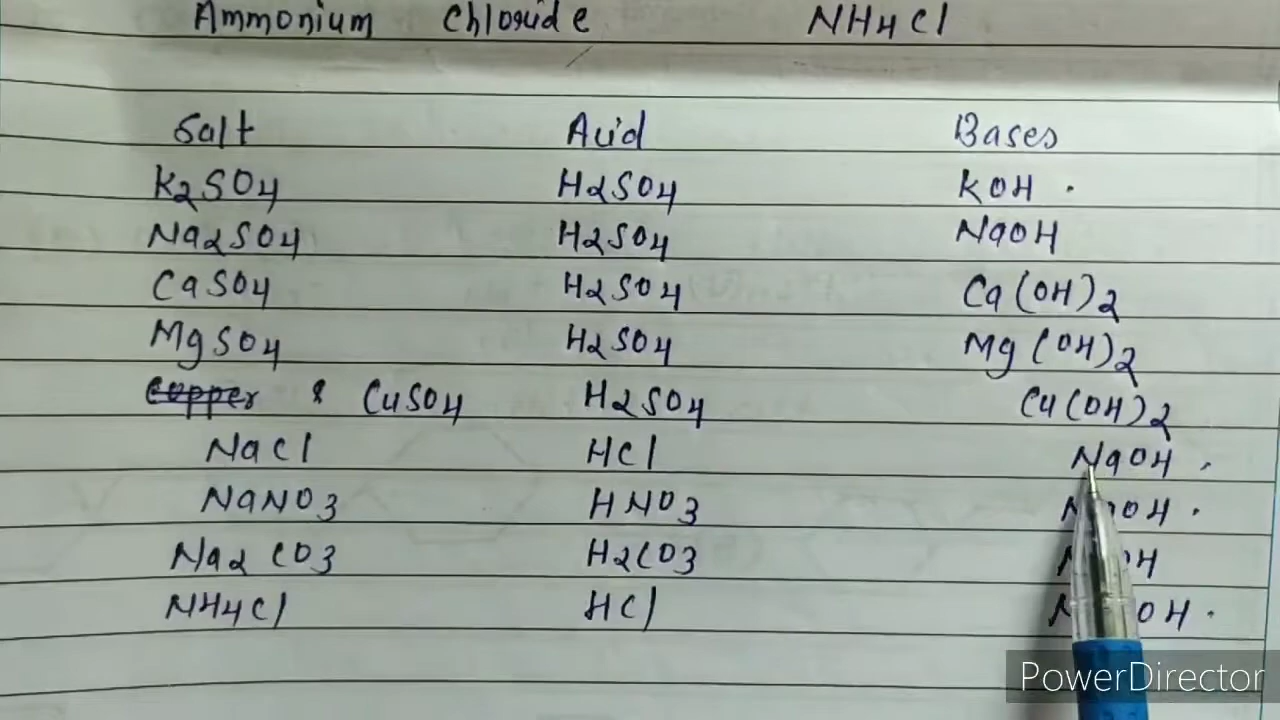 Ammonium Chloride NH4Cl
Salt Acid Bases
K2SO4 H2SO4 KOH .
Na2SO4 H2SO4 NaOH
CaSO4 H2SO4 Ca(OH)2
MgSO4 H2SO4 Mg(OH)2
Copper CuSO4 H2SO4 Cu(OH)2
NaCl HCl NaOH .
NaNO3 HNO3
Na2CO3 H2CO3
NH4Cl HCl
PowerDirector